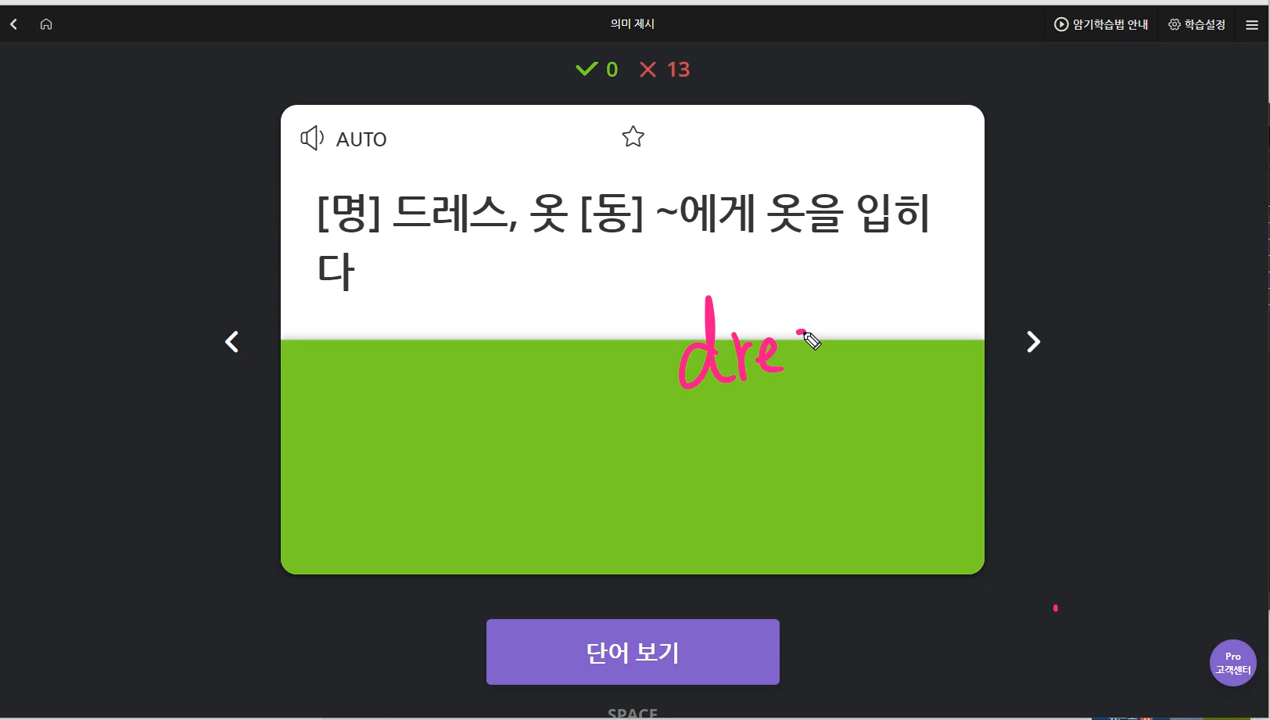 의미 제시
암기학습법 안내
학습설정
0
13
AUTO
[명] 드레스, 옷 [동] ~에게 옷을 입히
다
dre
단어 보기
Pro
고객센터
SPACE